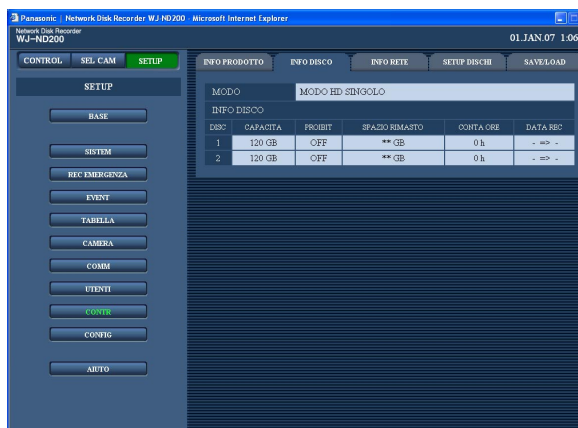 Panasonic | Network Disk Recorder WJ-ND200 - Microsoft Internet Explorer
Network Disk Recorder
WJ-ND200
01.JAN.07 1:06
CONTROL SEL CAM SETUP
INFO PRODOTTO INFO DISCO INFO RETE SETUP DISCHI SAVE/LOAD
SETUP
BASE
SISTEM
REC EMERGENZA
EVENT
TABELLA
CAMERA
COMM
UTENTI
CONTR
CONFIG
AIUTO
MODO MODO HD SINGOLO
INFO DISCO
DISC CAPACITA PROIBIT SPAZIO RIMASTO CONTA ORE DATA REC
1 120 GB OFF ** GB 0 h - => -
2 120 GB OFF ** GB 0 h - => -